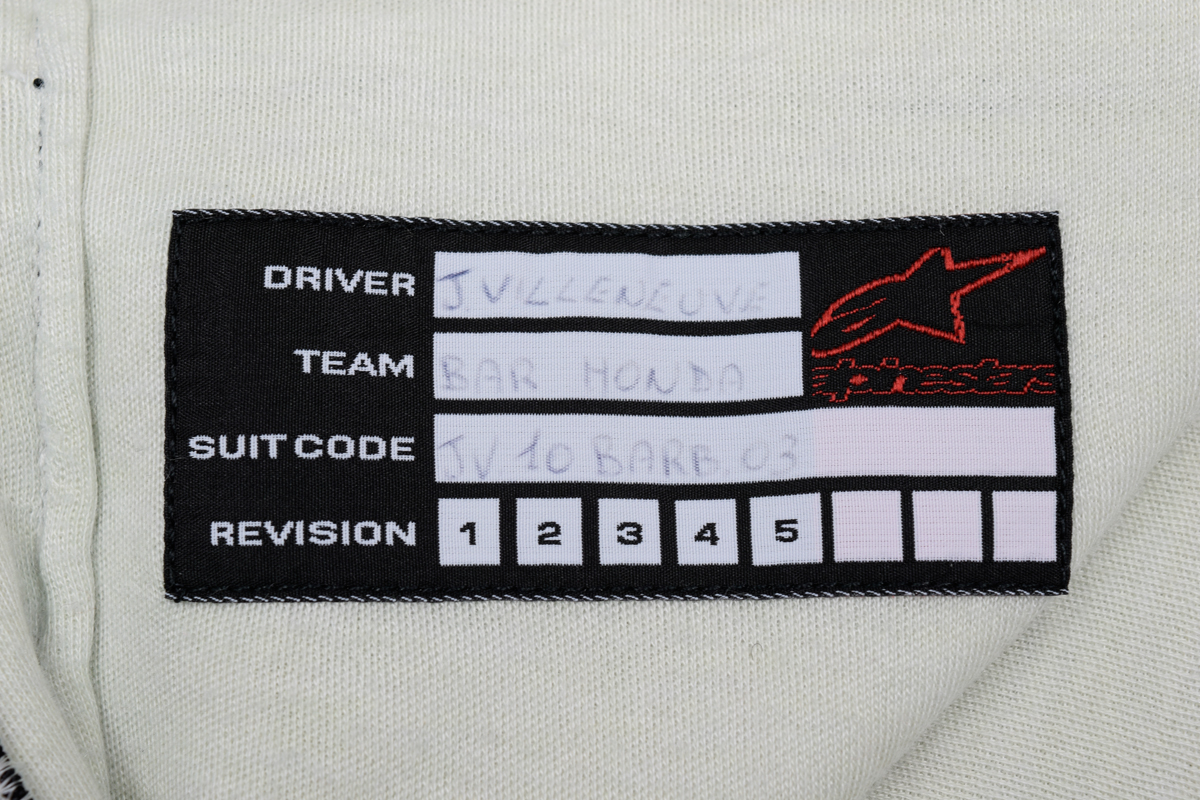 DRIVER J. VILLENEUVE
alpinestars
TEAM BAR HONDA
SUIT CODE JV 10 BARB. 03
REVISION 1 2 3 4 5